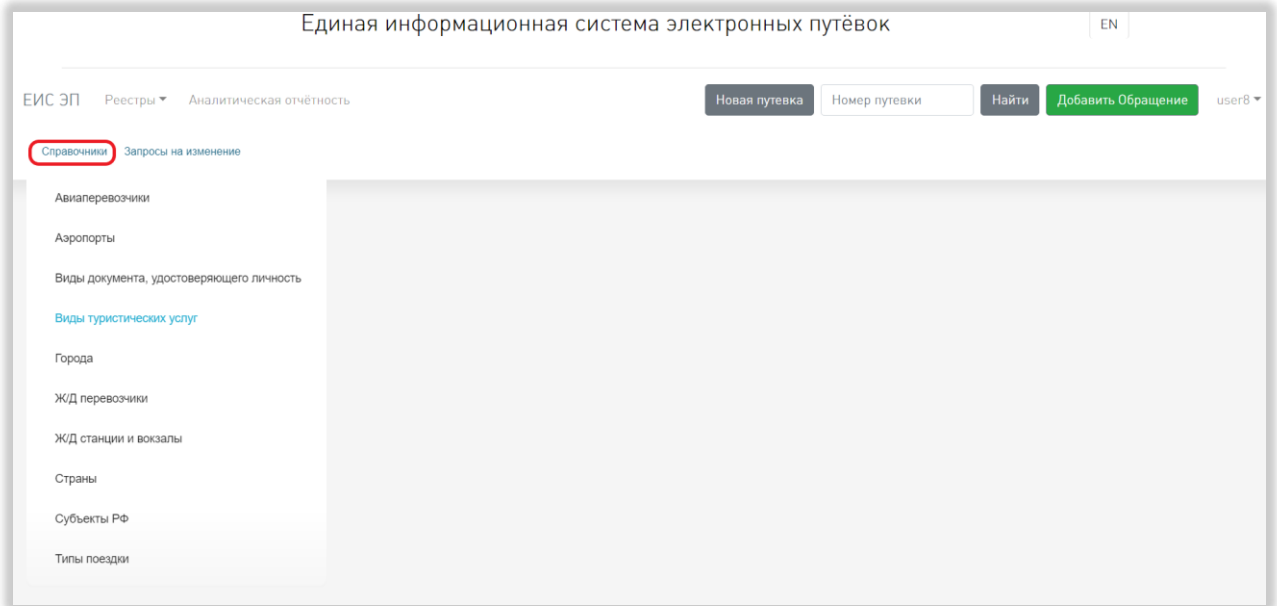 Единая информационная система электронных путёвок EN
ЕИС ЭП Реестры Аналитическая отчётность Новая путевка Номер путевки Найти Добавить Обращение user8
Справочники Запросы на изменение
Авиаперевозчики
Аэропорты
Виды документа, удостоверяющего личность
Виды туристических услуг
Города
Ж/Д перевозчики
Ж/Д станции и вокзалы
Страны
Субъекты РФ
Типы поездки